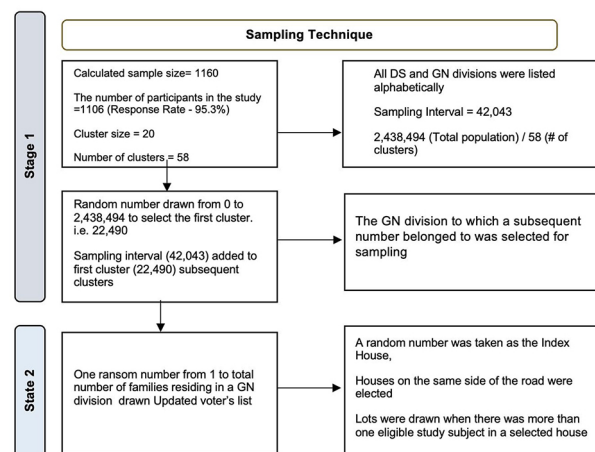 Sampling Technique
Stage 1
Calculated sample size= 1160
The number of participants in the study
=1106 (Response Rate - 95.3%)
Cluster size = 20
Number of clusters = 58
All DS and GN divisions were listed
alphabetically
Sampling Interval = 42,043
2,438,494 (Total population) / 58 (# of
clusters)
Random number drawn from 0 to
2,438,494 to select the first cluster.
i.e. 22,490
Sampling interval (42,043) added to
first cluster (22,490) subsequent
clusters
The GN division to which a subsequent
number belonged to was selected for
sampling
State 2
One ransom number from 1 to total
number of families residing in a GN
division drawn Updated voter's list
A random number was taken as the Index
House,
Houses on the same side of the road were
elected
Lots were drawn when there was more than
one eligible study subject in a selected house